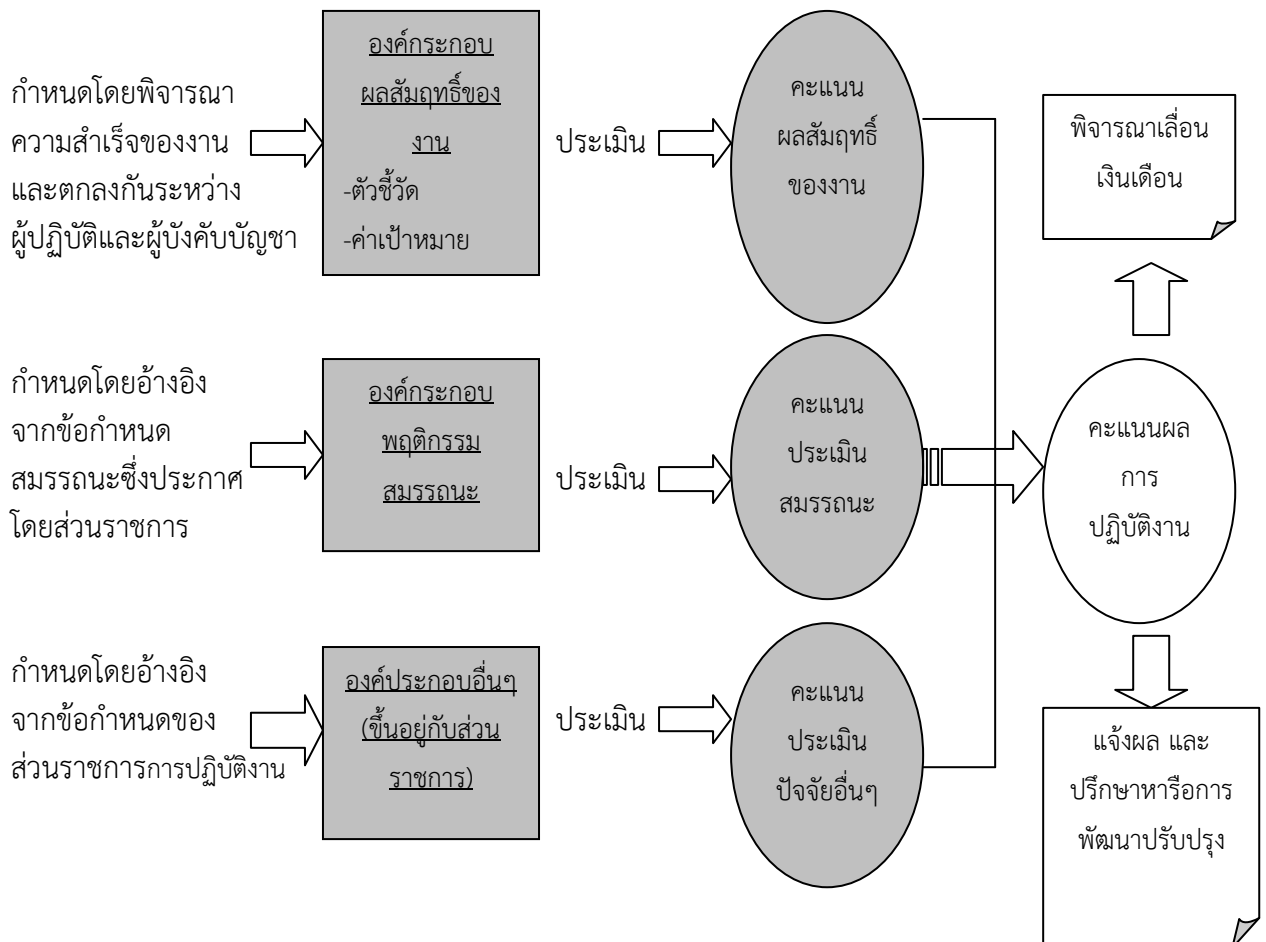 กำหนดโดยพิจารณา
ความสำเร็จของงาน
และตกลงกันระหว่าง
ผู้ปฏิบัติและผู้บังคับบัญชา
องค์กระกอบ
ผลสัมฤทธิ์ของ
งาน
-ตัวชี้วัด
-ค่าเป้าหมาย
ประเมิน
คะแนน
ผลสัมฤทธิ์
ของงาน
พิจารณาเลื่อน
เงินเดือน
กำหนดโดยอ้างอิง
จากข้อกำหนด
สมรรถนะซึ่งประกาศ
โดยส่วนราชการ
องค์กระกอบ
พฤติกรรม
สมรรถนะ
ประเมิน
คะแนน
ประเมิน
สมรรถนะ
คะแนนผล
การ
ปฏิบัติงาน
กำหนดโดยอ้างอิง
จากข้อกำหนดของ
ส่วนราชการการปฏิบัติงาน
องค์ประกอบอื่นๆ
(ขึ้นอยู่กับส่วน
ราชการ)
ประเมิน
คะแนน
ประเมิน
ปัจจัยอื่นๆ
แจ้งผล และ
ปรึกษาหารือการ
พัฒนาปรับปรุง